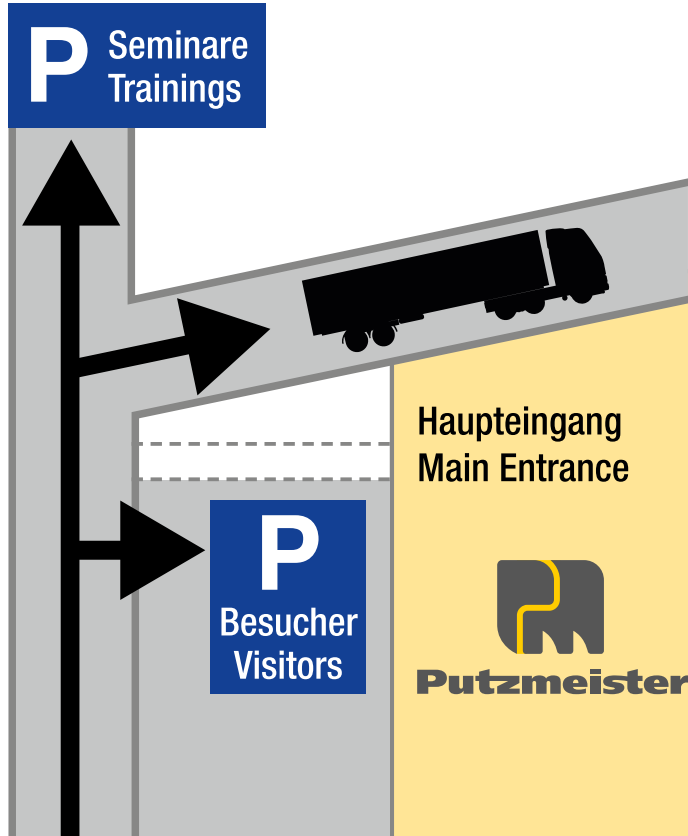 P
Seminare
Trainings
Haupteingang
Main Entrance
P
Besucher
Visitors
Putzmeister